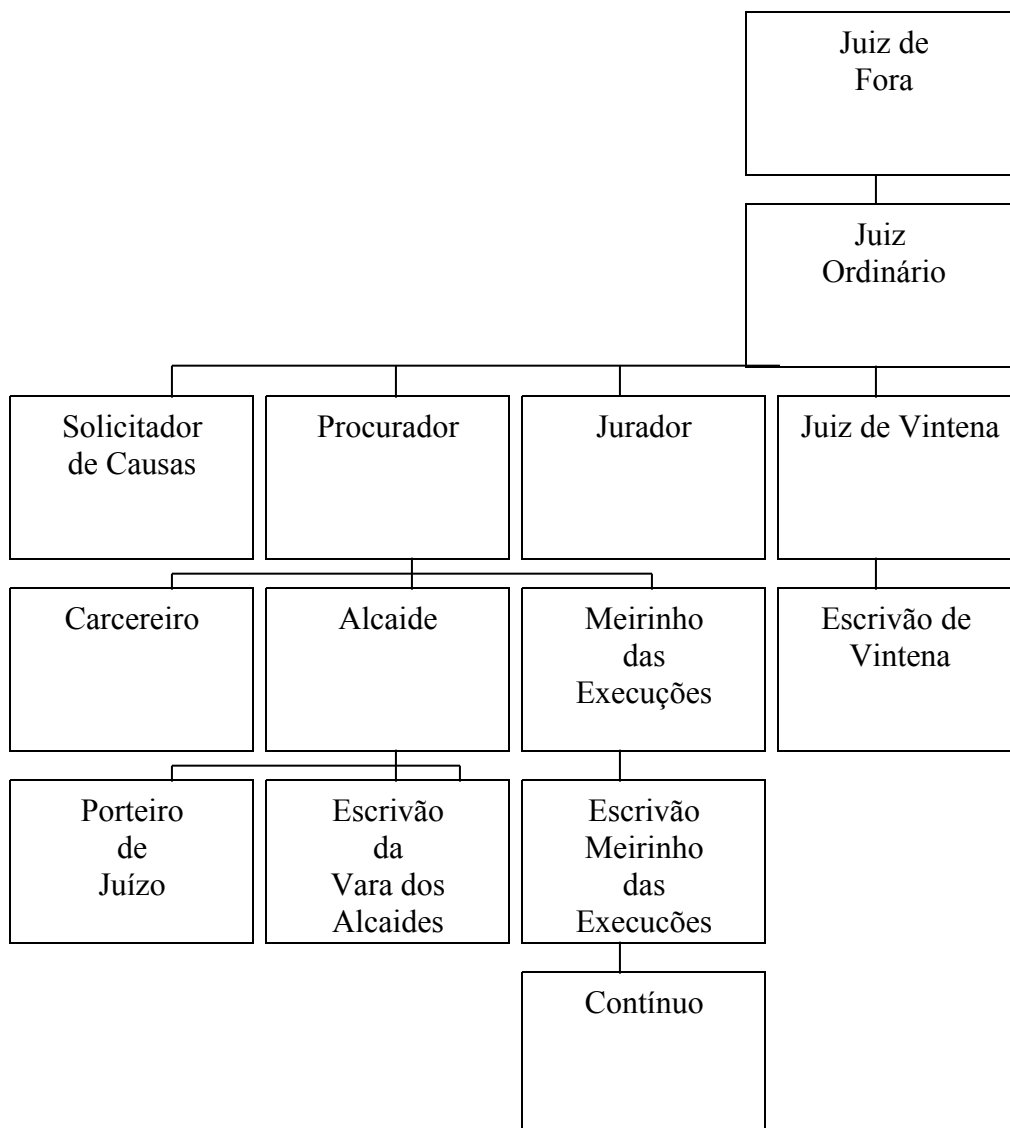 Juiz de
Fora
Juiz
Ordinário
Solicitador
de Causas
Procurador
Jurador
Juiz de Vintena
Carcereiro
Alcaide
Meirinho
das
Execuções
Escrivão de
Vintena
Porteiro
de
Juízo
Escrivão
da
Vara dos
Alcaides
Escrivão
Meirinho
das
Execucões
Contínuo